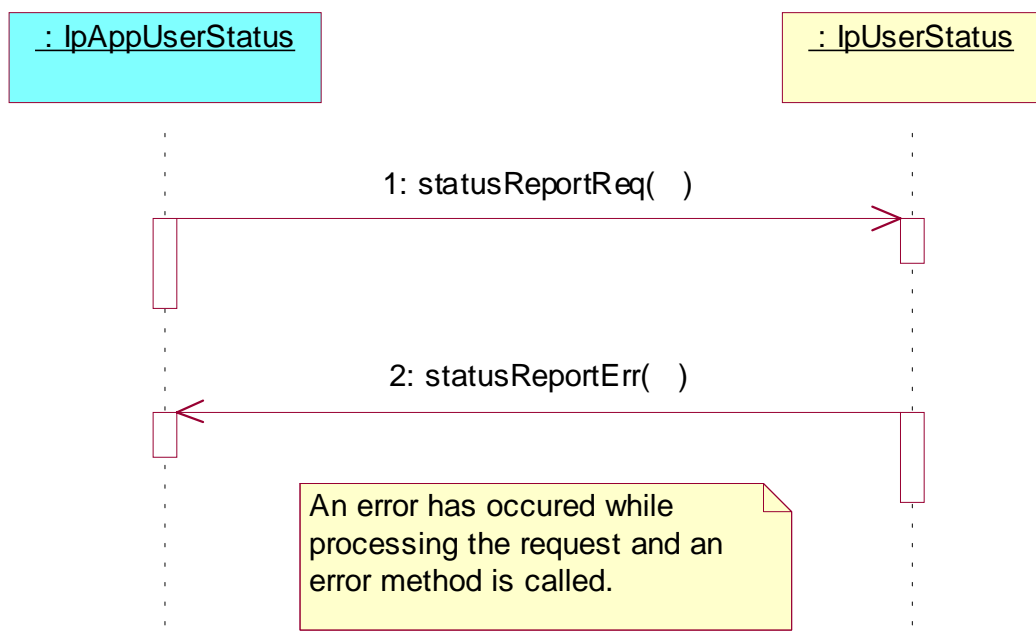 : IpAppUserStatus
: IpUserStatus
1: statusReportReq( )
2: statusReportErr( )
An error has occured while
processing the request and an
error method is called.